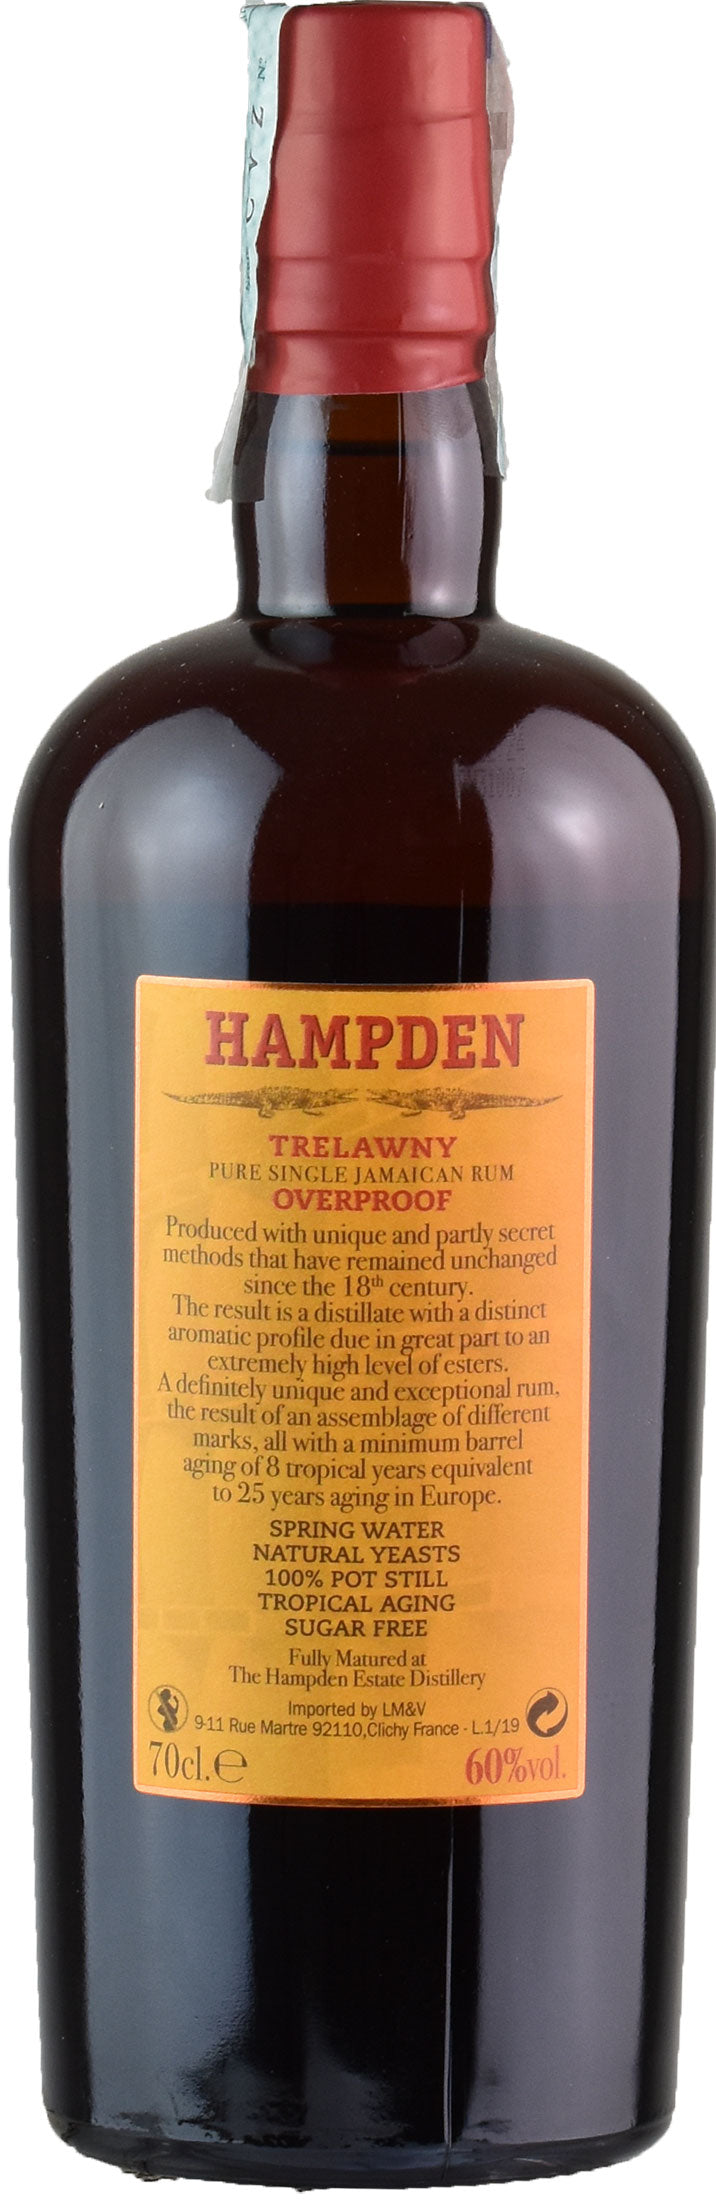 HAMPDEN
TRELAWNY
PURE SINGLE JAMAICAN RUM
OVERPROOF
Produced with unique and partly secret
methods that have remained unchanged
since the 18th century.
The result is a distillate with a distinct
aromatic profile due in great part to an
extremely high level of esters.
A definitely unique and exceptional rum,
the result of an assemblage of different
marks, all with a minimum barrel
aging of 8 tropical years equivalent
to 25 years aging in Europe.
SPRING WATER
NATURAL YEASTS
100% POT STILL
TROPICAL AGING
SUGAR FREE
Fully Matured at
The Hampden Estate Distillery
Imported by LM&V
9-11 Rue Martre 92110,Clichy France - L.1/19
70cl.℮ 60%vol.